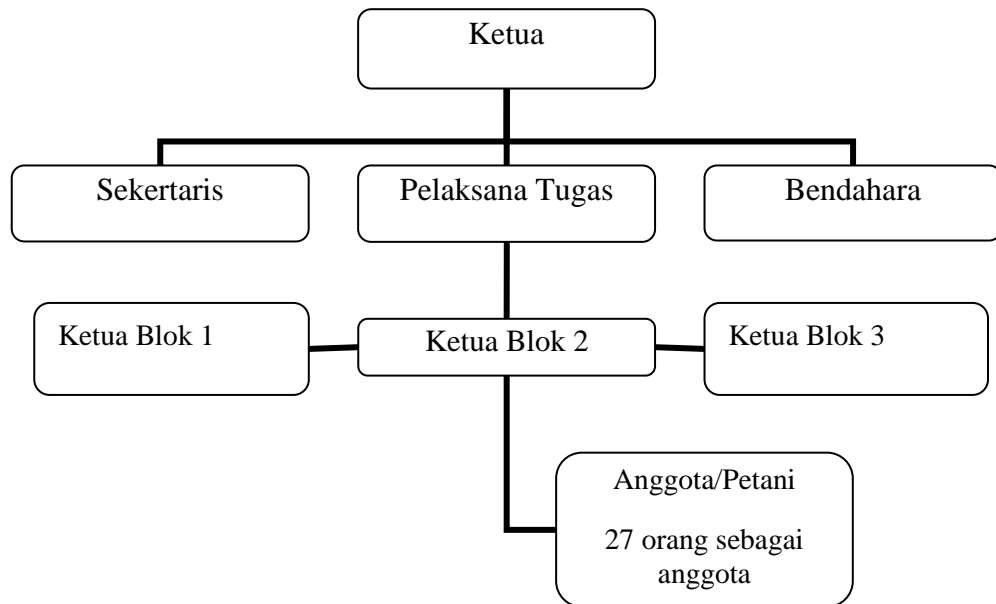 Ketua
Sekertaris
Pelaksana Tugas
Bendahara
Ketua Blok 1
Ketua Blok 2
Ketua Blok 3
Anggota/Petani
27 orang sebagai
anggota